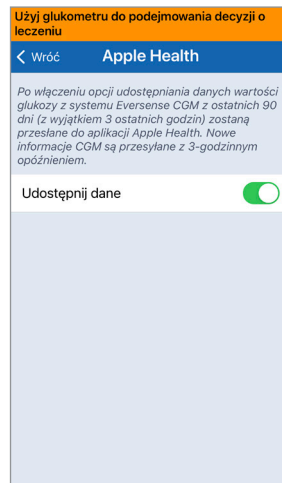 Użyj glukometru do podejmowania decyzji o
leczeniu
Wróć Apple Health
Po włączeniu opcji udostępniania danych wartości
glukozy z systemu Eversense CGM z ostatnich 90
dni (z wyjątkiem 3 ostatnich godzin) zostaną
przesłane do aplikacji Apple Health. Nowe
informacje CGM są przesyłane z 3-godzinnym
opóźnieniem.
Udostępnij dane